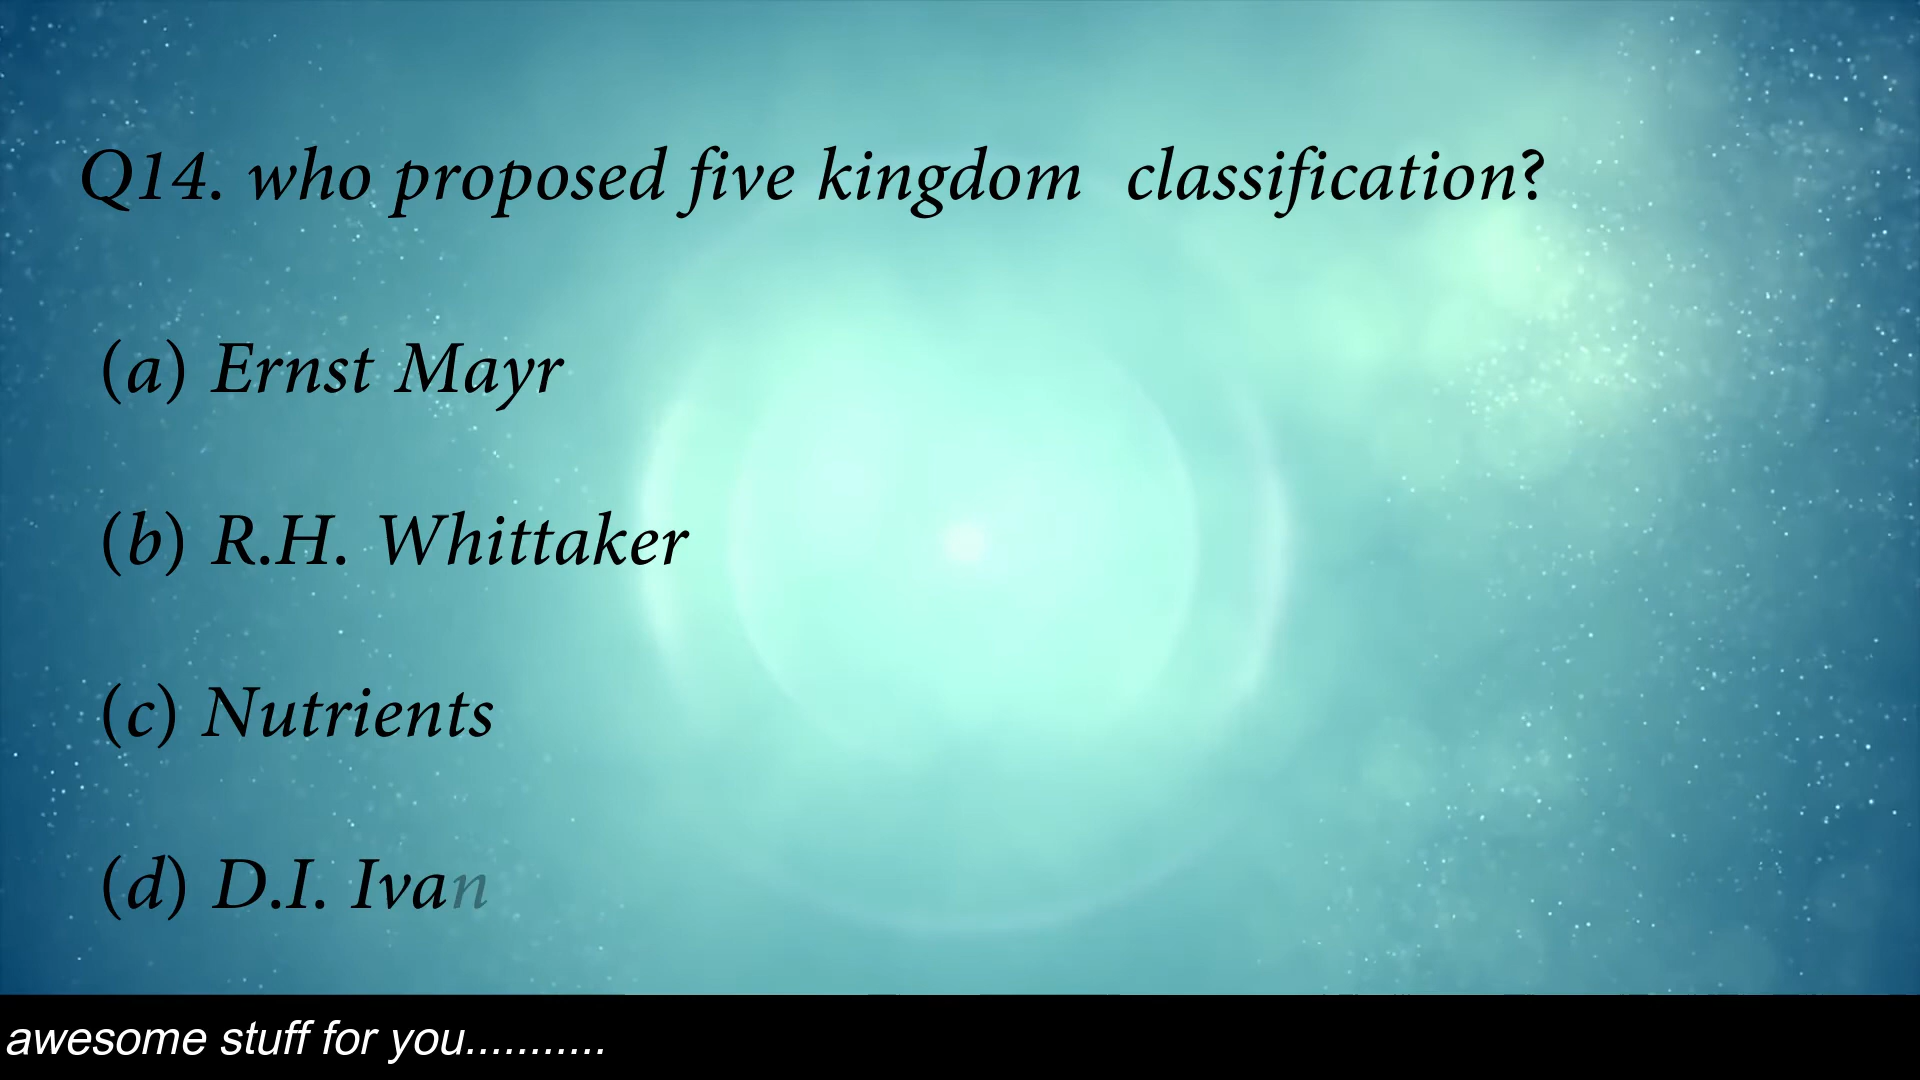 Q14. who proposed five kingdom classification?
(a) Ernst Mayr
(b) R.H. Whittaker
(c) Nutrients
(d) D.I. Ivan
awesome stuff for you...........